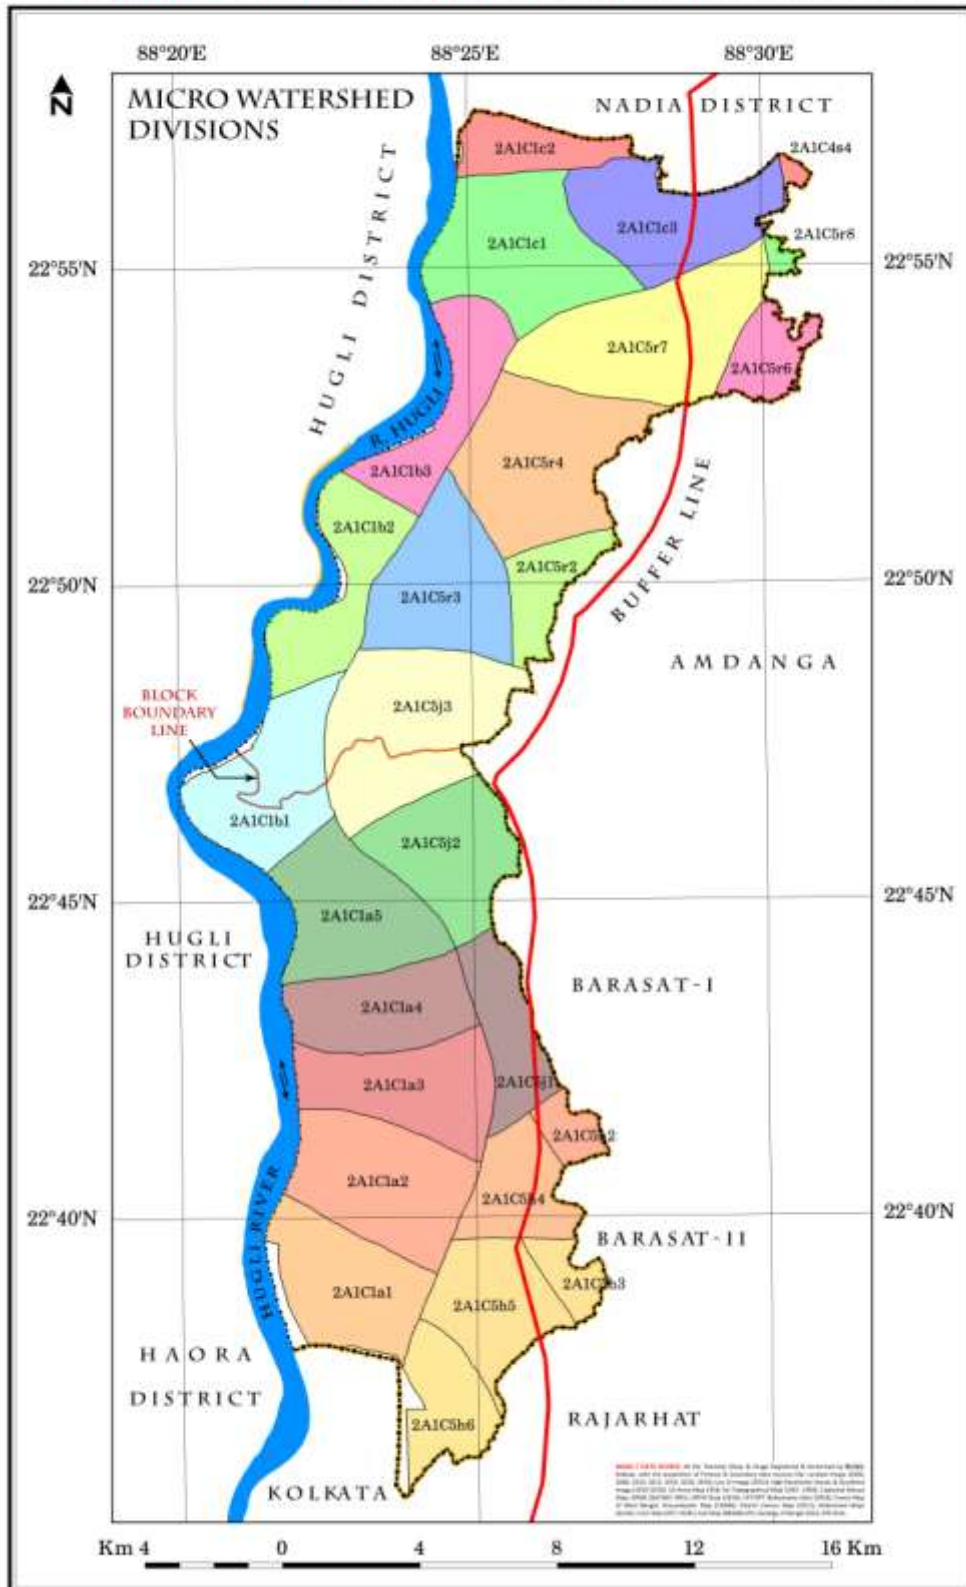 88°20'E
88°25'E
88°30'E
N
MICRO WATERSHED
DIVISIONS
NADIA DISTRICT
2A1C1c2
2A1C4s4
HUGLI DISTRICT
2A1C1c3
2A1C5r8
2A1C1c1
22°55'N
22°55'N
2A1C5r7
2A1C5r6
R. HUGLI
2A1C1b3
2A1C5r4
BUFFER LINE
2A1C1b2
2A1C5r2
22°50'N
22°50'N
2A1C5r3
AMDANGA
BLOCK
BOUNDARY
LINE
2A1C5j3
2A1C1b1
2A1C5j2
22°45'N
22°45'N
2A1C1a5
HUGLI
DISTRICT
BARASAT-I
2A1C1a4
2A1C1a3
2A1C5j1
2A1C5h2
2A1C1a2
2A1C5h4
HUGLI RIVER
22°40'N
22°40'N
BARASAT-II
2A1C5h3
2A1C1a1
2A1C5h5
HAORA
DISTRICT
RAJARHAT
2A1C5h6
KOLKATA
Km 4
0
4
8
12
16 Km